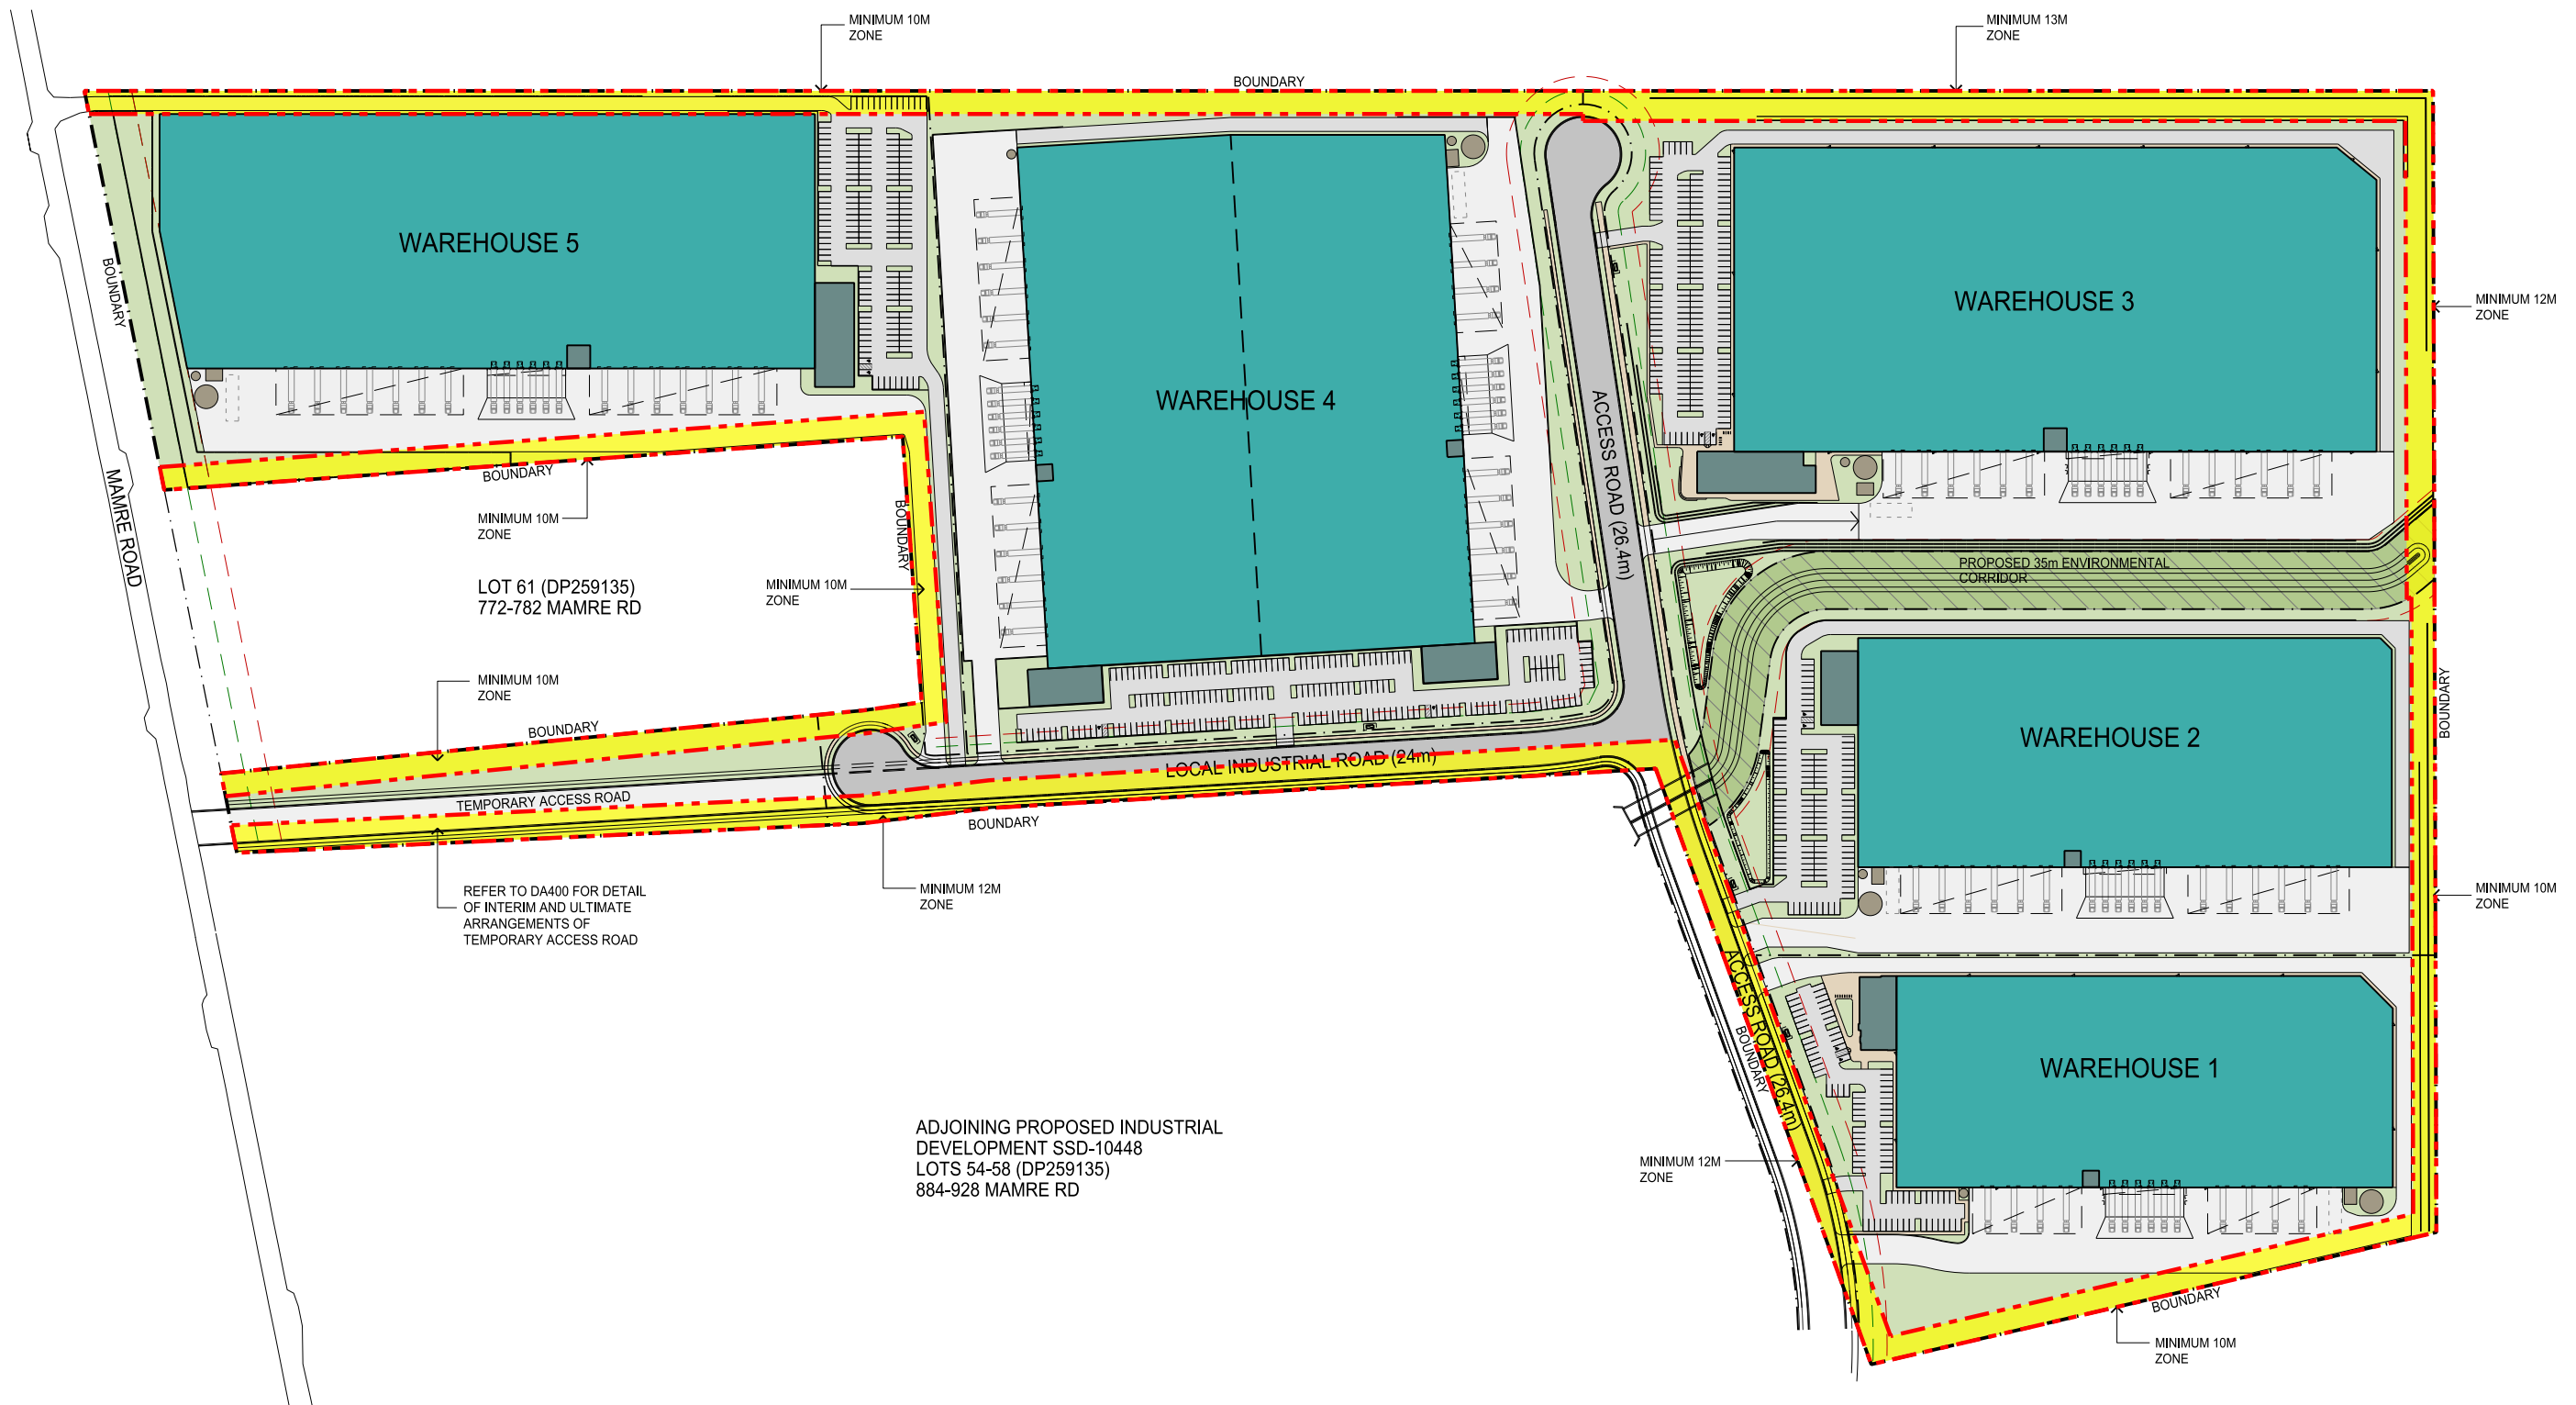 MINIMUM 10M
ZONE
MINIMUM 13M
ZONE
BOUNDARY
WAREHOUSE 5
BOUNDARY
WAREHOUSE 4
WAREHOUSE 3
MINIMUM 12M
ZONE
ACCESS ROAD (26.4m)
MAMRE ROAD
BOUNDARY
BOUNDARY
MINIMUM 10M
ZONE
LOT 61 (DP259135)
772-782 MAMRE RD
MINIMUM 10M
ZONE
PROPOSED 35m ENVIRONMENTAL
CORRIDOR
MINIMUM 10M
ZONE
BOUNDARY
BOUNDARY
WAREHOUSE 2
LOCAL INDUSTRIAL ROAD (24m)
TEMPORARY ACCESS ROAD
BOUNDARY
REFER TO DA400 FOR DETAIL
OF INTERIM AND ULTIMATE
ARRANGEMENTS OF
TEMPORARY ACCESS ROAD
MINIMUM 12M
ZONE
MINIMUM 10M
ZONE
ACCESS ROAD (26.4m)
BOUNDARY
WAREHOUSE 1
ADJOINING PROPOSED INDUSTRIAL
DEVELOPMENT SSD-10448
LOTS 54-58 (DP259135)
884-928 MAMRE RD
MINIMUM 12M
ZONE
BOUNDARY
MINIMUM 10M
ZONE